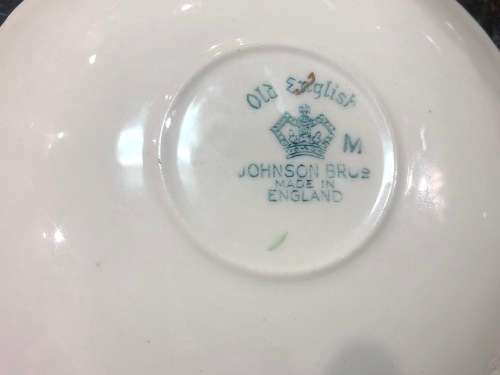 Old English
M
JOHNSON BROS
MADE IN
ENGLAND